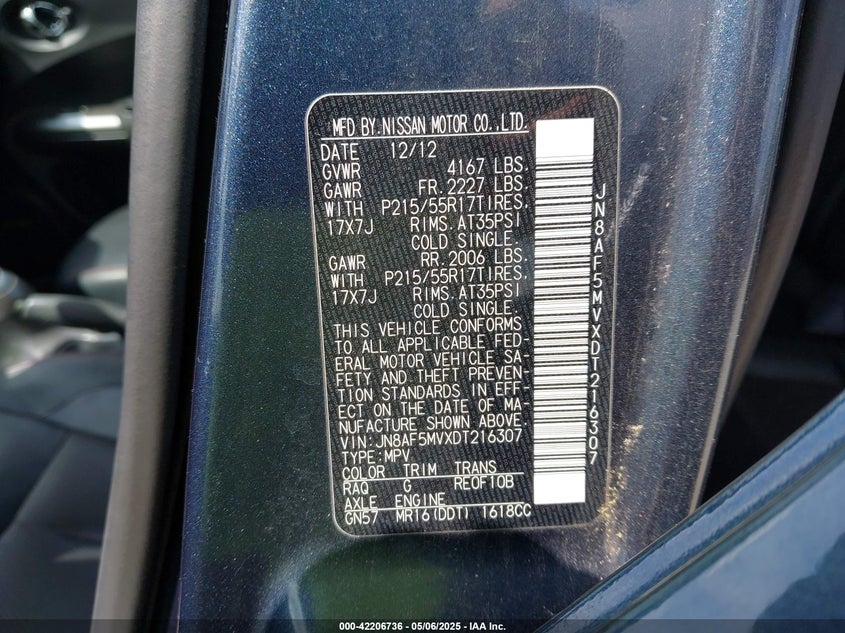 MFD BY.NISSAN MOTOR CO.,LTD.
DATE 12/12
GVWR 4167 LBS.
GAWR FR.2227 LBS.
WITH P215/55R17TIRES,
17X7J RIMS.AT35PSI
COLD SINGLE.
GAWR RR.2006 LBS.
WITH P215/55R17TIRES,
17X7J RIMS.AT35PSI
COLD SINGLE.
THIS VEHICLE CONFORMS
TO ALL APPLICABLE FED-
ERAL MOTOR VEHICLE SA-
FETY AND THEFT PREVEN-
TION STANDARDS IN EFF-
ECT ON THE DATE OF MA-
NUFACTURE SHOWN ABOVE.
VIN:JN8AF5MVXDT216307
TYPE:MPV
COLOR TRIM TRANS
RAQ G RE0F10B
AXLE ENGINE
GN57 MR16(DDT) 1618CC
JN8AF5MVXDT216307
000-42206736 - 05/06/2025 - IAA Inc.